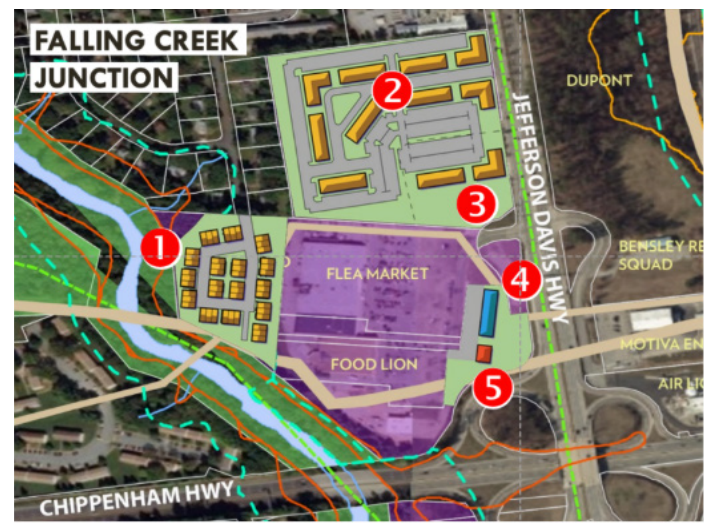 FALLING CREEK
JUNCTION
2
DUPONT
JEFFERSON DAVIS HWY
3
1
BENSLEY RE
SQUAD
FLEA MARKET
4
MOTIVA EN
FOOD LION
AIR LI
5
CHIPPENHAM HWY